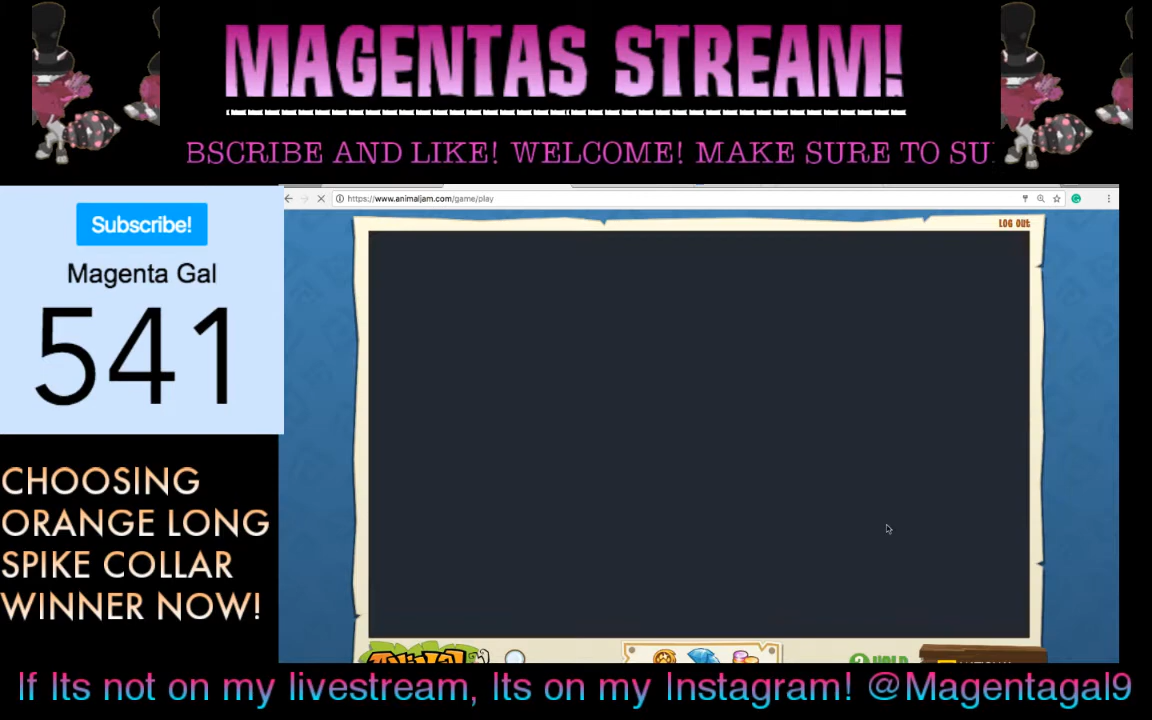 MAGENTAS STREAM!
BSCRIBE AND LIKE! WELCOME! MAKE SURE TO SU
https://www.animaljam.com/game/play
LOG OUT
Subscribe!
Magenta Gal
541
CHOOSING
ORANGE LONG
SPIKE COLLAR
WINNER NOW!
If Its not on my livestream, Its on my Instagram! @Magentagal9